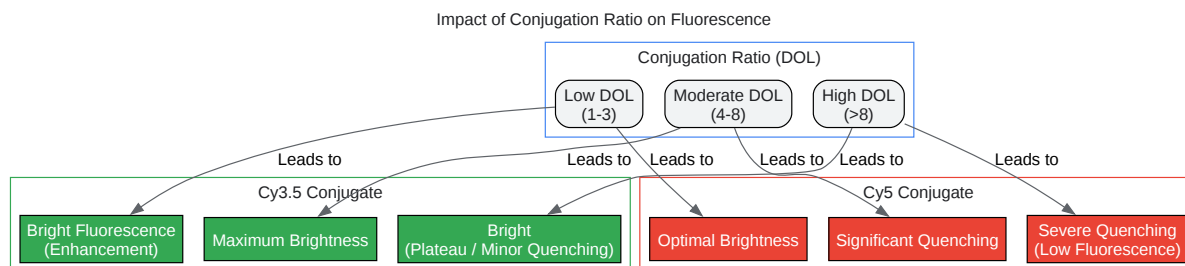 Impact of Conjugation Ratio on Fluorescence
Conjugation Ratio (DOL)
Low DOL
(1-3)
Moderate DOL
(4-8)
High DOL
(>8)
Leads to
Leads to
Leads to
Leads to
Leads to
Leads to
Cy3.5 Conjugate
Cy5 Conjugate
Bright Fluorescence
(Enhancement)
Maximum Brightness
Bright
(Plateau / Minor Quenching)
Optimal Brightness
Significant Quenching
Severe Quenching
(Low Fluorescence)